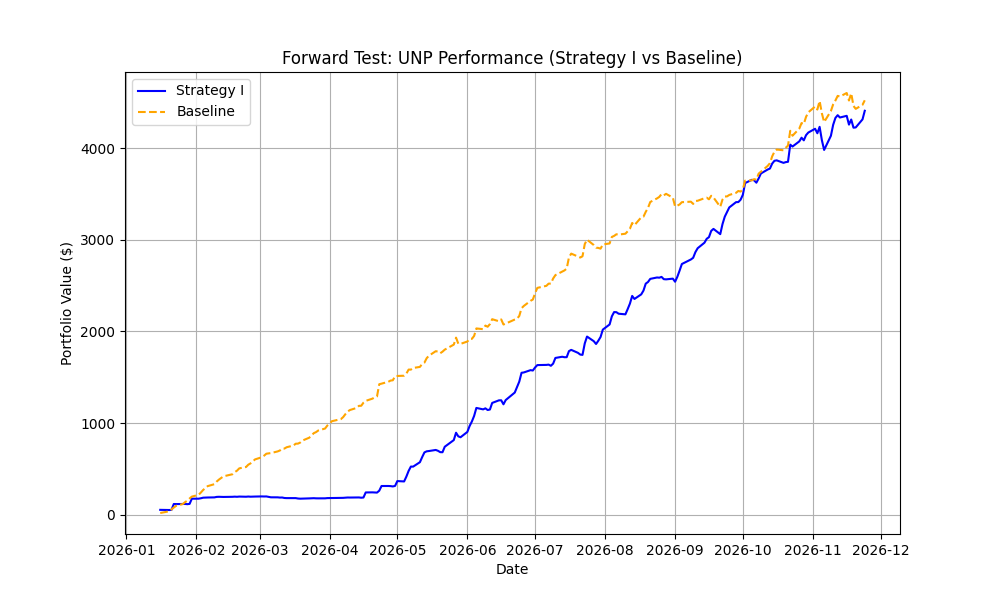 Forward Test: UNP Performance (Strategy I vs Baseline)
Strategy I
Baseline
Portfolio Value ($)
4000
3000
2000
1000
0
2026-01 2026-02 2026-03 2026-04 2026-05 2026-06 2026-07 2026-08 2026-09 2026-10 2026-11 2026-12
Date